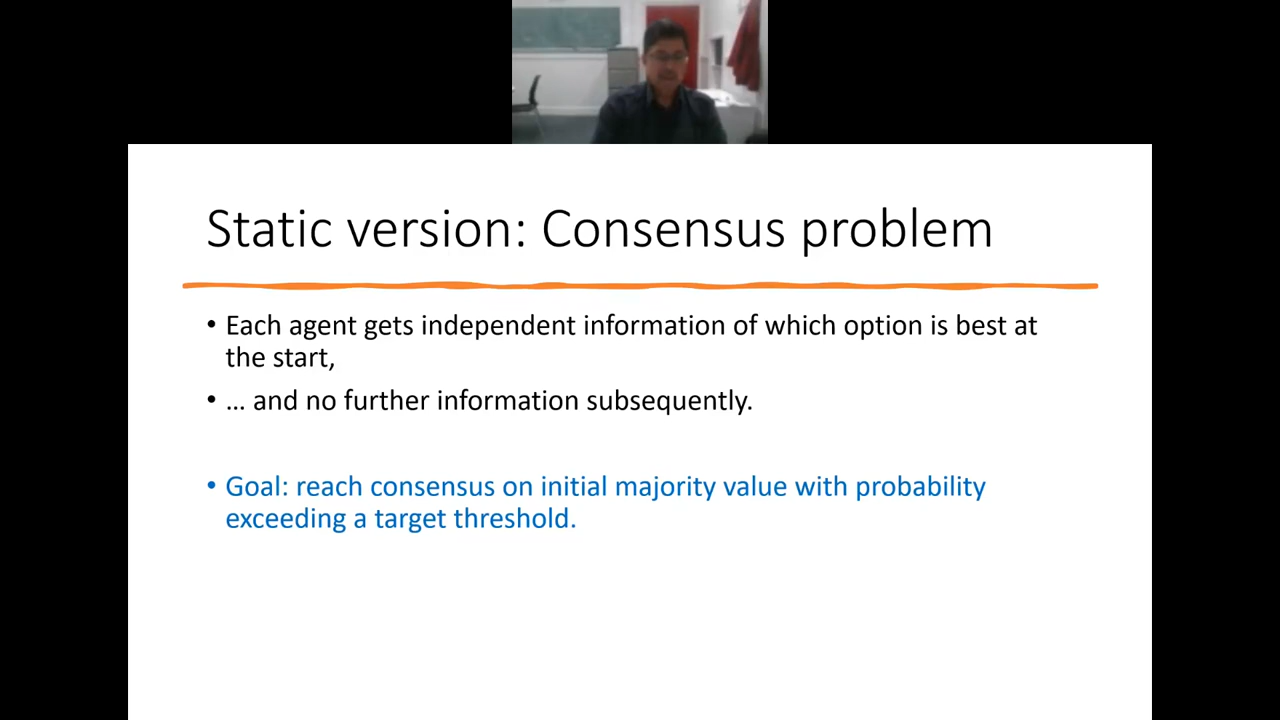 Static version: Consensus problem
• Each agent gets independent information of which option is best at
the start,
• … and no further information subsequently.
• Goal: reach consensus on initial majority value with probability
exceeding a target threshold.